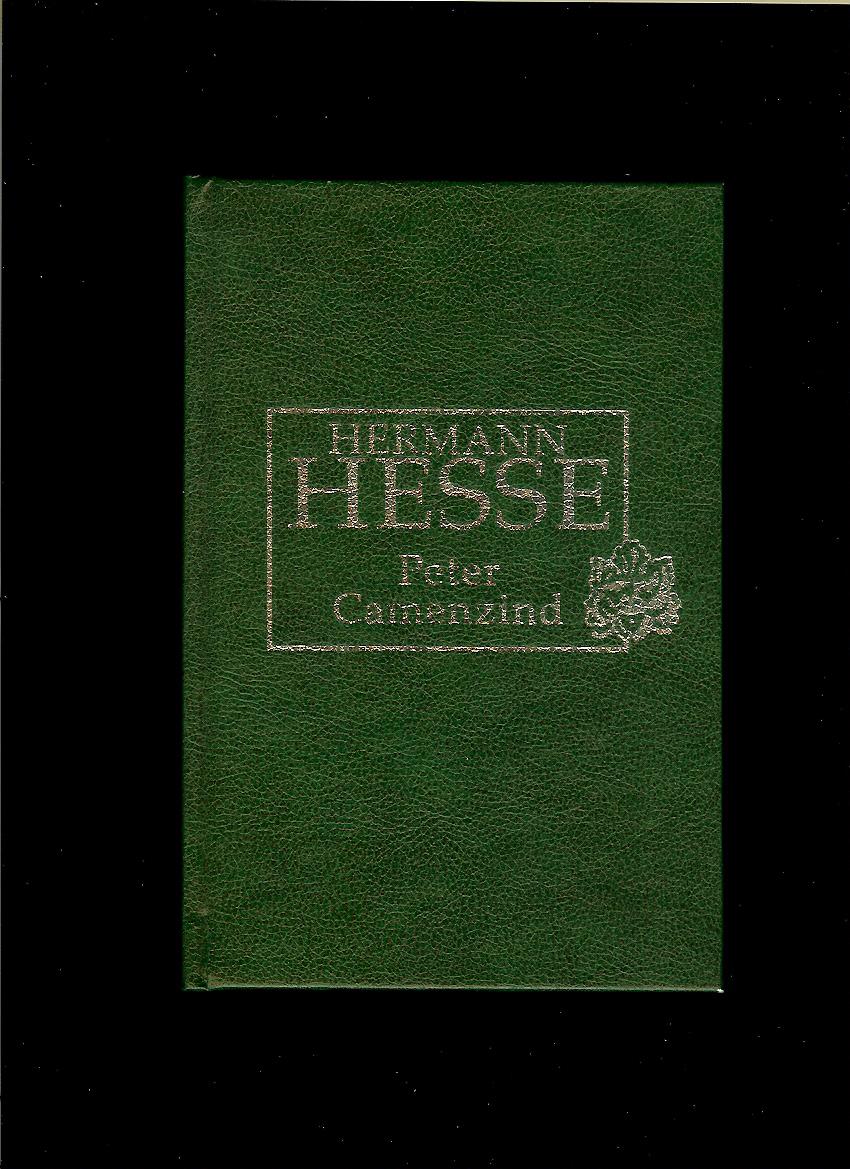 HERMANN
HESSE
Peter
Camenzind